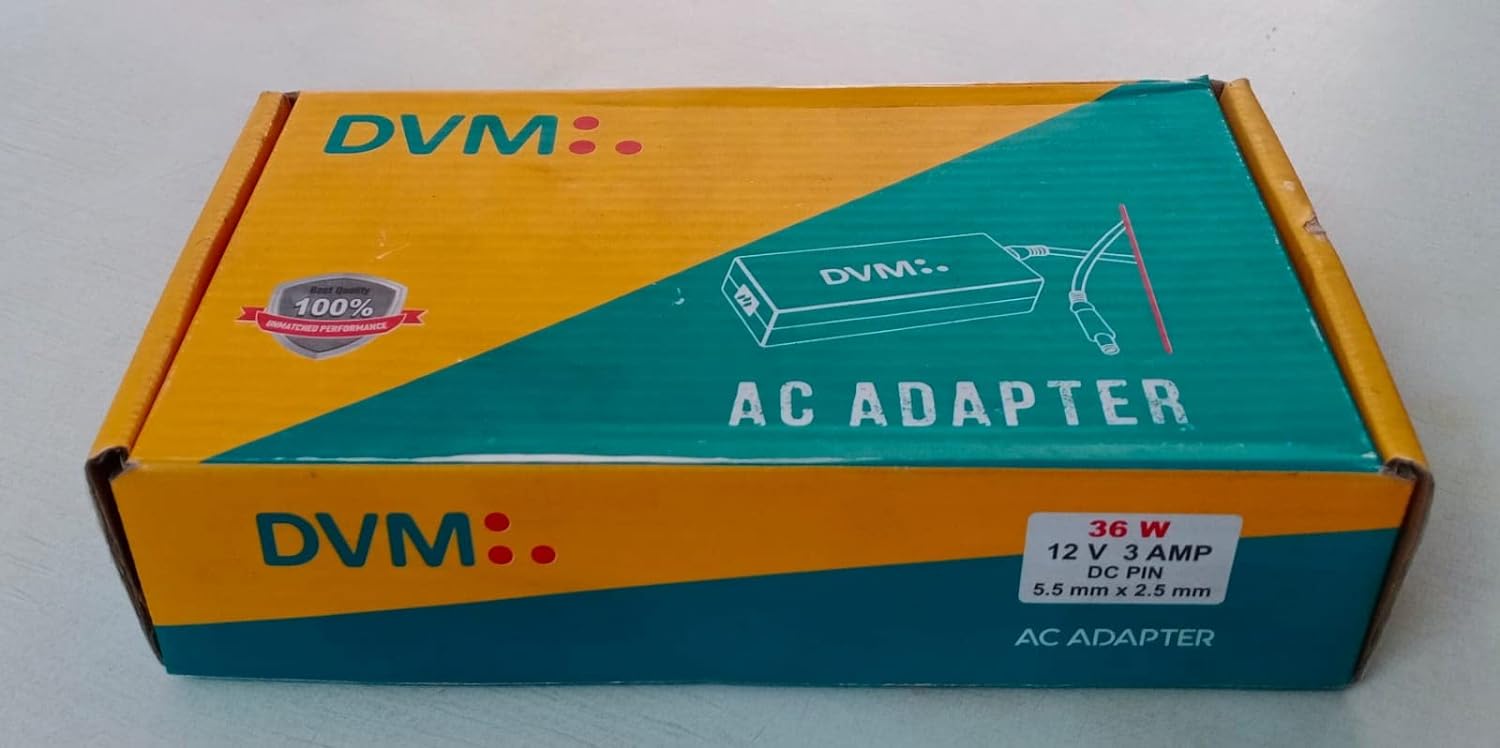 DVM
Best Quality
100%
UNMATCHED PERFORMANCE
DVM
AC ADAPTER
DVM
36 W
12 V 3 AMP
DC PIN
5.5 mm x 2.5 mm
AC ADAPTER